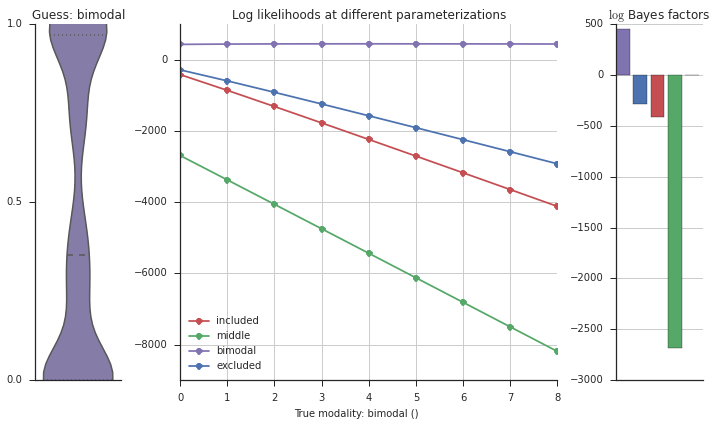 Guess: bimodal
1.0
0.5
0.0
Log likelihoods at different parameterizations
0
−2000
−4000
−6000
−8000
included
middle
bimodal
excluded
0 1 2 3 4 5 6 7 8
True modality: bimodal ()
log Bayes factors
500
0
−500
−1000
−1500
−2000
−2500
−3000